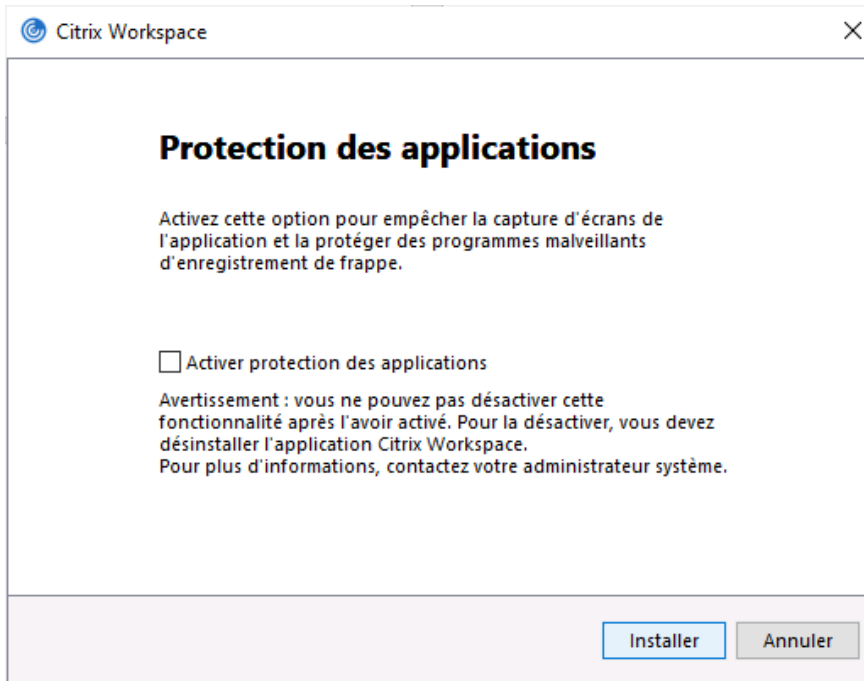 Citrix Workspace
Protection des applications
Activez cette option pour empêcher la capture d'écrans de
l'application et la protéger des programmes malveillants
d'enregistrement de frappe.
Activer protection des applications
Avertissement : vous ne pouvez pas désactiver cette
fonctionnalité après l'avoir activé. Pour la désactiver, vous devez
désinstaller l'application Citrix Workspace.
Pour plus d'informations, contactez votre administrateur système.
Installer Annuler